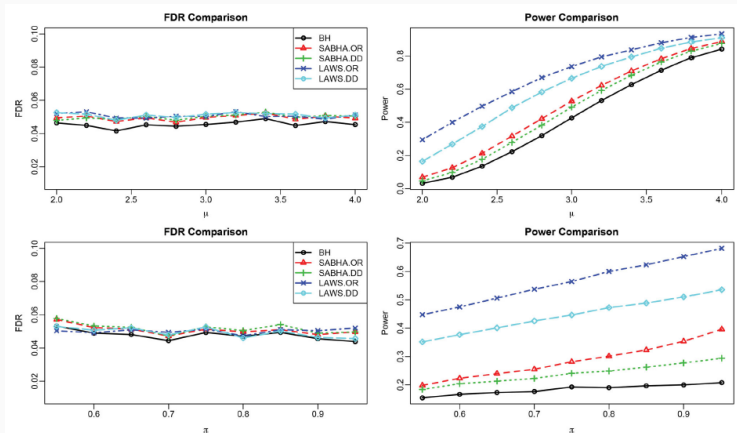 FDR Comparison
BH
SABHA.OR
SABHA.DD
LAWS.OR
LAWS.DD
FDR
0.10
0.08
0.06
0.04
0.02
2.0 2.5 3.0 3.5 4.0
μ
Power Comparison
Power
0.8
0.6
0.4
0.2
0.0
2.0 2.5 3.0 3.5 4.0
μ
FDR Comparison
BH
SABHA.OR
SABHA.DD
LAWS.OR
LAWS.DD
FDR
0.10
0.08
0.06
0.04
0.02
0.6 0.7 0.8 0.9
π
Power Comparison
Power
0.7
0.6
0.5
0.4
0.3
0.2
0.6 0.7 0.8 0.9
π